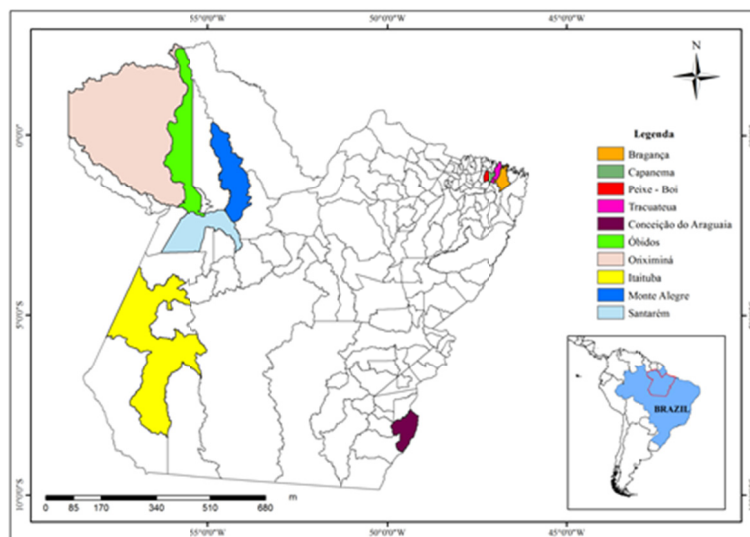 55°0'0"W 50°0'0"W 45°0'0"W
N
0°0'0"
Legenda
Bragança
Capanema
Peixe - Boi
Tracuateua
Conceição do Araguaia
Óbidos
Oriximiná
Itaituba
Monte Alegre
Santarém
5°0'0"S
BRAZIL
10°0'0"S
0 85 170 340 510 680 m
55°0'0"W 50°0'0"W 45°0'0"W